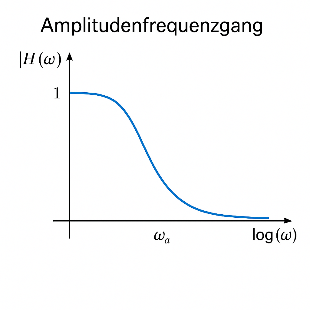 Amplitudenfrequenzgang
|H(ω)
1
ωₐ
log(ω)